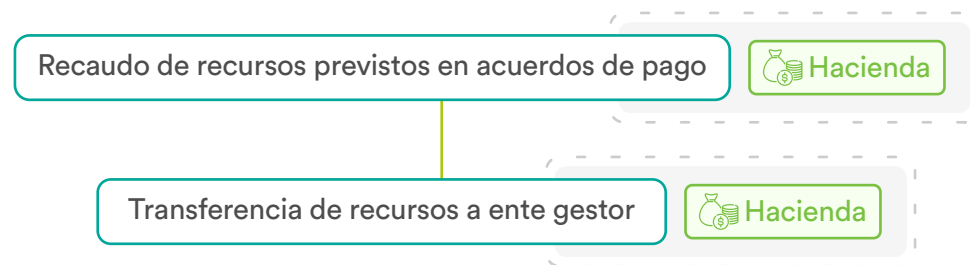 Recaudo de recursos previstos en acuerdos de pago
Hacienda
Transferencia de recursos a ente gestor
Hacienda